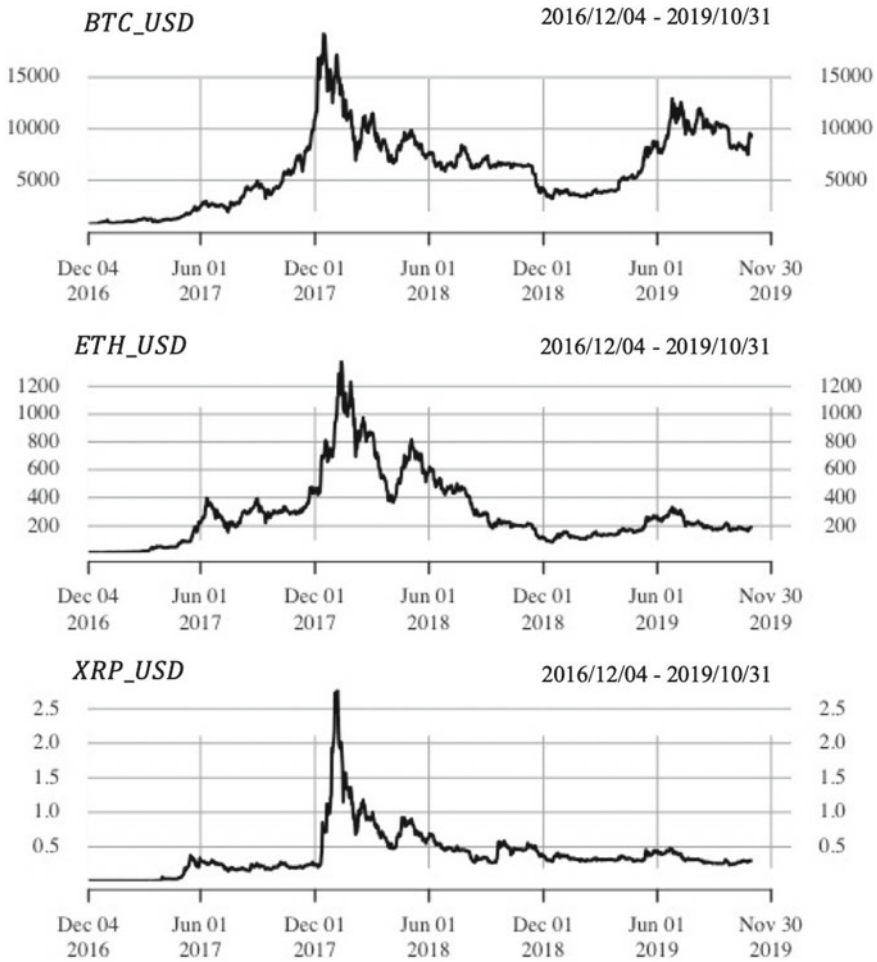 BTC_USD 2016/12/04 - 2019/10/31
15000 15000
10000 10000
5000 5000
Dec 04 Jun 01 Dec 01 Jun 01 Dec 01 Jun 01 Nov 30
2016 2017 2017 2018 2018 2019 2019
ETH_USD 2016/12/04 - 2019/10/31
1200 1200
1000 1000
800 800
600 600
400 400
200 200
Dec 04 Jun 01 Dec 01 Jun 01 Dec 01 Jun 01 Nov 30
2016 2017 2017 2018 2018 2019 2019
XRP_USD 2016/12/04 - 2019/10/31
2.5 2.5
2.0 2.0
1.5 1.5
1.0 1.0
0.5 0.5
Dec 04 Jun 01 Dec 01 Jun 01 Dec 01 Jun 01 Nov 30
2016 2017 2017 2018 2018 2019 2019